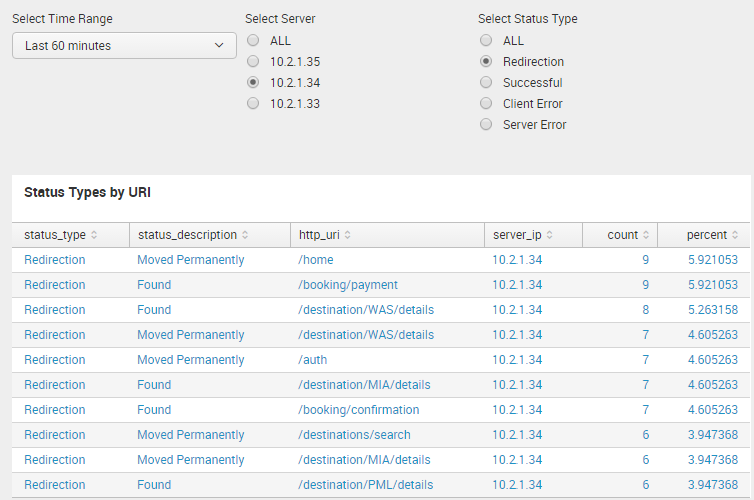 Select Time Range Select Server Select Status Type
Last 60 minutes ALL ALL
10.2.1.35 Redirection
10.2.1.34 Successful
10.2.1.33 Client Error
Server Error
Status Types by URI
status_type status_description http_uri server_ip count percent
Redirection Moved Permanently /home 10.2.1.34 9 5.921053
Redirection Found /booking/payment 10.2.1.34 9 5.921053
Redirection Found /destination/WAS/details 10.2.1.34 8 5.263158
Redirection Moved Permanently /destination/WAS/details 10.2.1.34 7 4.605263
Redirection Moved Permanently /auth 10.2.1.34 7 4.605263
Redirection Found /destination/MIA/details 10.2.1.34 7 4.605263
Redirection Found /booking/confirmation 10.2.1.34 7 4.605263
Redirection Moved Permanently /destinations/search 10.2.1.34 6 3.947368
Redirection Moved Permanently /destination/MIA/details 10.2.1.34 6 3.947368
Redirection Found /destination/PML/details 10.2.1.34 6 3.947368